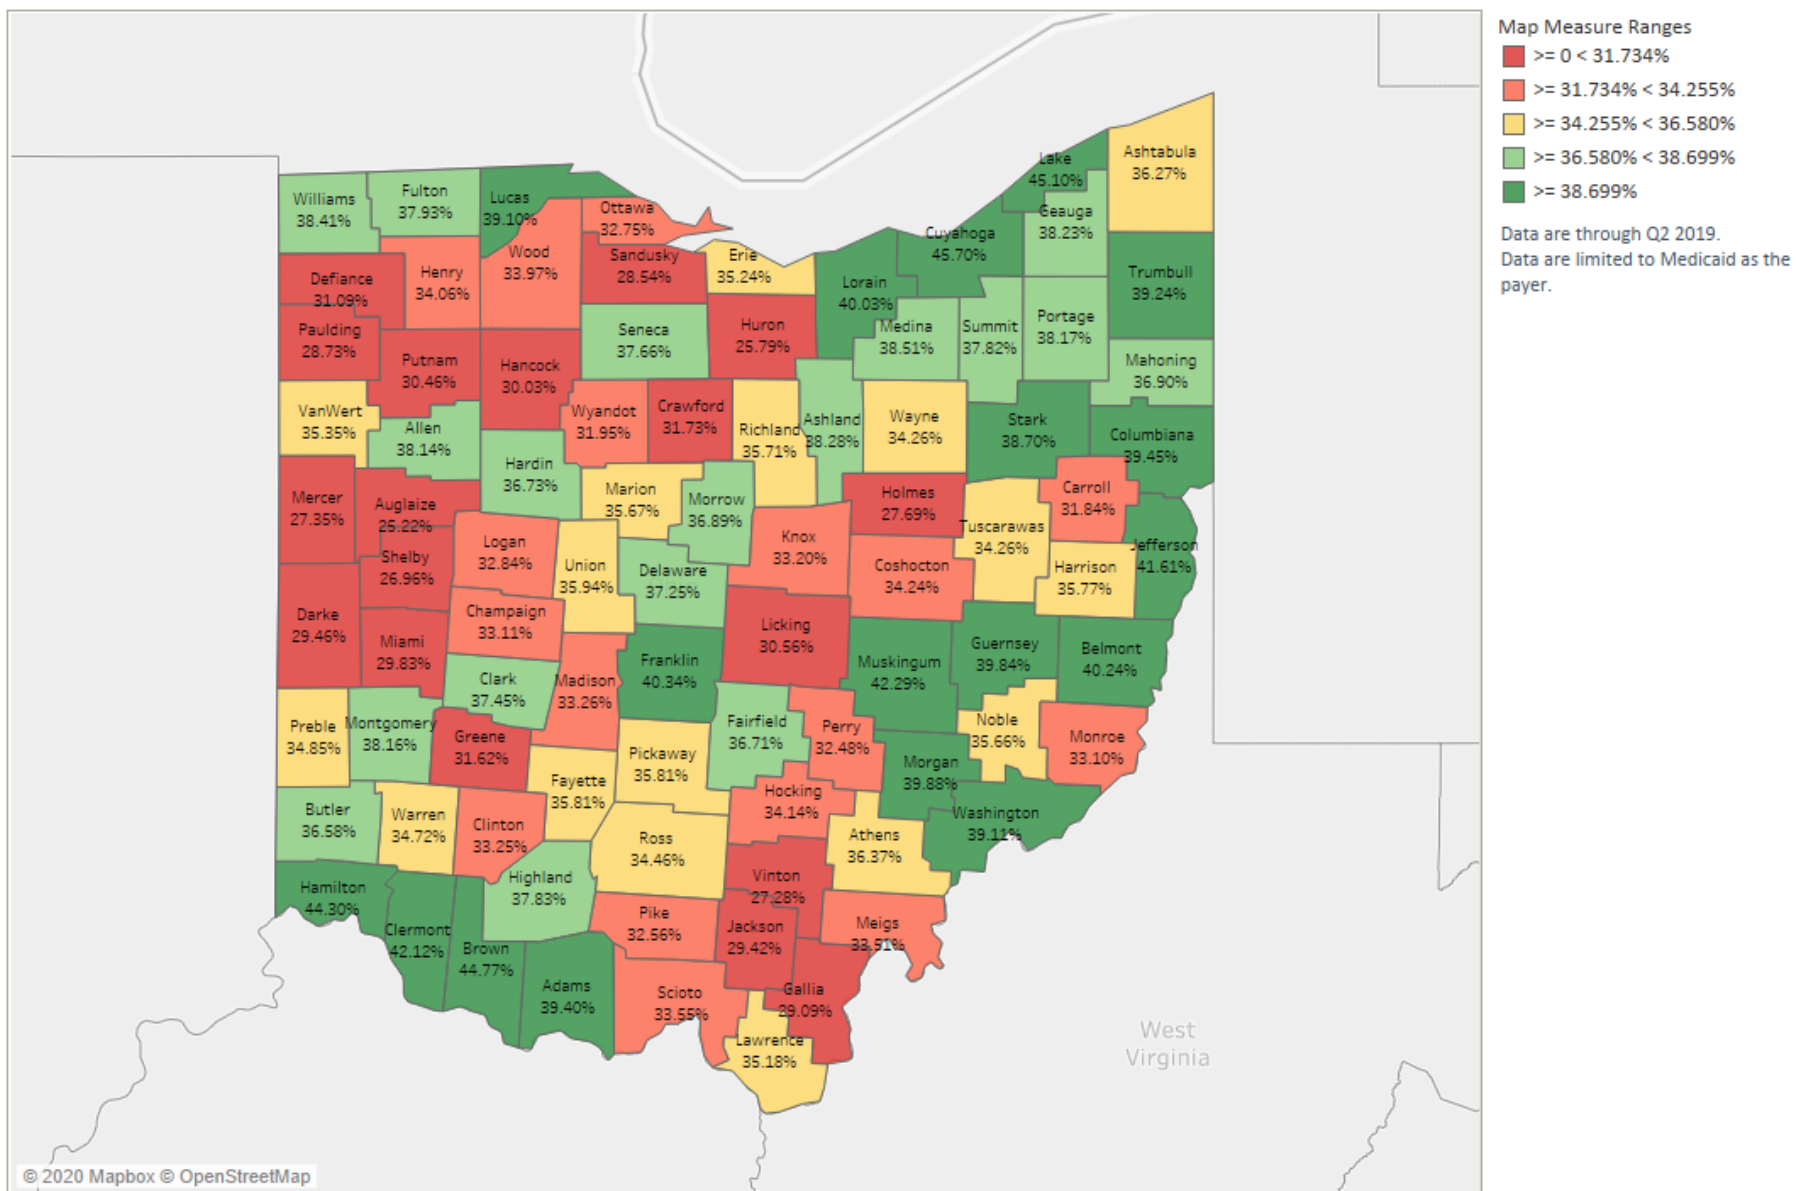 Map Measure Ranges
>= 0 < 31.734%
>= 31.734% < 34.255%
>= 34.255% < 36.580%
>= 36.580% < 38.699%
>= 38.699%
Data are through Q2 2019.
Data are limited to Medicaid as the
payer.
Williams
38.41%
Fulton
37.93%
Lucas
39.10%
Ottawa
32.75%
Lake
45.10%
Ashtabula
36.27%
Geauga
38.23%
Cuyahoga
45.70%
Defiance
31.09%
Henry
34.06%
Wood
33.97%
Sandusky
28.54%
Erie
35.24%
Lorain
40.03%
Trumbull
39.24%
Paulding
28.73%
Putnam
30.46%
Hancock
30.03%
Seneca
37.66%
Huron
25.79%
Medina
38.51%
Summit
37.82%
Portage
38.17%
Mahoning
36.90%
VanWert
35.35%
Allen
38.14%
Wyandot
31.95%
Crawford
31.73%
Richland
35.71%
Ashland
38.28%
Wayne
34.26%
Stark
38.70%
Columbiana
39.45%
Hardin
36.73%
Mercer
27.35%
Auglaize
25.22%
Marion
35.67%
Morrow
36.89%
Holmes
27.69%
Carroll
31.84%
Tuscarawas
34.26%
Jefferson
41.61%
Shelby
26.96%
Logan
32.84%
Union
35.94%
Delaware
37.25%
Knox
33.20%
Coshocton
34.24%
Harrison
35.77%
Darke
29.46%
Miami
29.83%
Champaign
33.11%
Licking
30.56%
Clark
37.45%
Madison
33.26%
Franklin
40.34%
Muskingum
42.29%
Guernsey
39.84%
Belmont
40.24%
Preble
34.85%
Montgomery
38.16%
Greene
31.62%
Fayette
35.81%
Pickaway
35.81%
Fairfield
36.71%
Perry
32.48%
Morgan
39.88%
Noble
35.66%
Monroe
33.10%
Butler
36.58%
Warren
34.72%
Clinton
33.25%
Ross
34.46%
Hocking
34.14%
Athens
36.37%
Washington
39.11%
Hamilton
44.30%
Clermont
42.12%
Brown
44.77%
Highland
37.83%
Adams
39.40%
Pike
32.56%
Vinton
27.28%
Jackson
29.42%
Meigs
33.51%
Scioto
33.55%
Gallia
29.09%
Lawrence
35.18%
West
Virginia
© 2020 Mapbox © OpenStreetMap